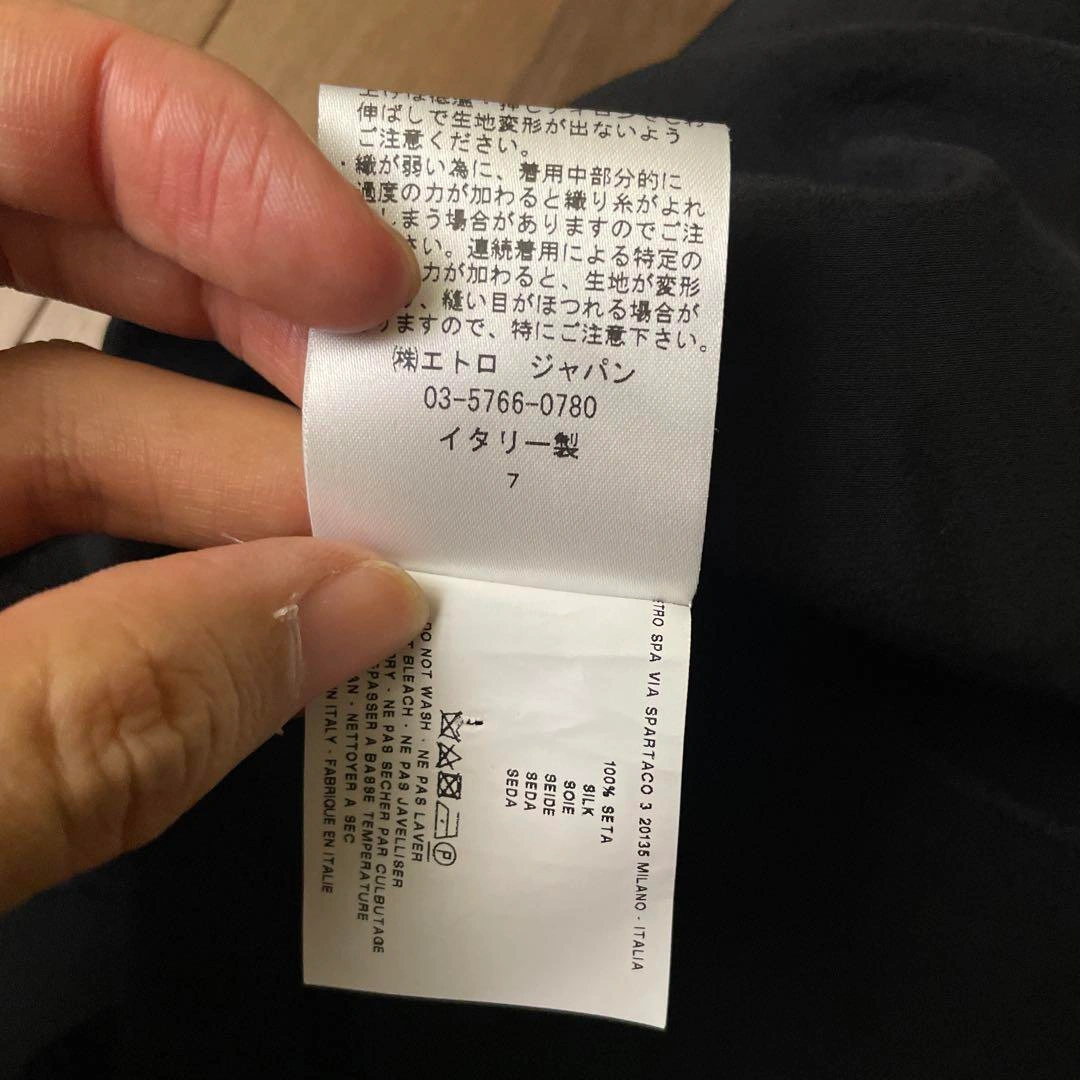 伸ばしで生地変形が出ないよう
ご注意ください。
・織が弱い為に、着用中部分的に
過度の力が加わると織り糸がよれ
しまう場合がありますのでご注
さい。連続着用による特定の
力が加わると、生地が変形
縫い目がほつれる場合が
りますので、特にご注意下さい。
㈱エトロ ジャパン
03-5766-0780
イタリー製
7
ETRO SPA VIA SPARTACO 3 20135 MILANO - ITALIA
100% SETA
SILK
SOIE
SEIDE
SEDA
SEDA
P
DO NOT WASH - NE PAS LAVER
BLEACH - NE PAS JAVELLISER
DRY - NE PAS SECHER PAR CULBUTAGE
PASSER A BASSE TEMPERATURE
- NETTOYER A SEC
IN ITALY - FABRIQUE EN ITALIE